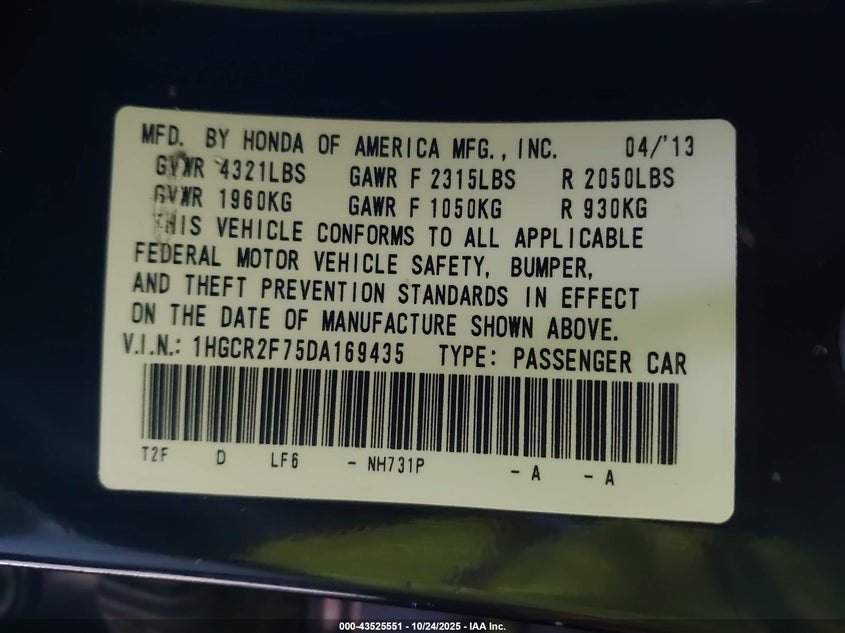 MFD. BY HONDA OF AMERICA MFG., INC. 04/'13
GVWR 4321LBS GAWR F 2315LBS R 2050LBS
GVWR 1960KG GAWR F 1050KG R 930KG
THIS VEHICLE CONFORMS TO ALL APPLICABLE
FEDERAL MOTOR VEHICLE SAFETY, BUMPER,
AND THEFT PREVENTION STANDARDS IN EFFECT
ON THE DATE OF MANUFACTURE SHOWN ABOVE.
V.I.N.: 1HGCR2F75DA169435 TYPE: PASSENGER CAR
T2F D LF6 - NH731P - A - A
000-43525551 - 10/24/2025 - IAA Inc.